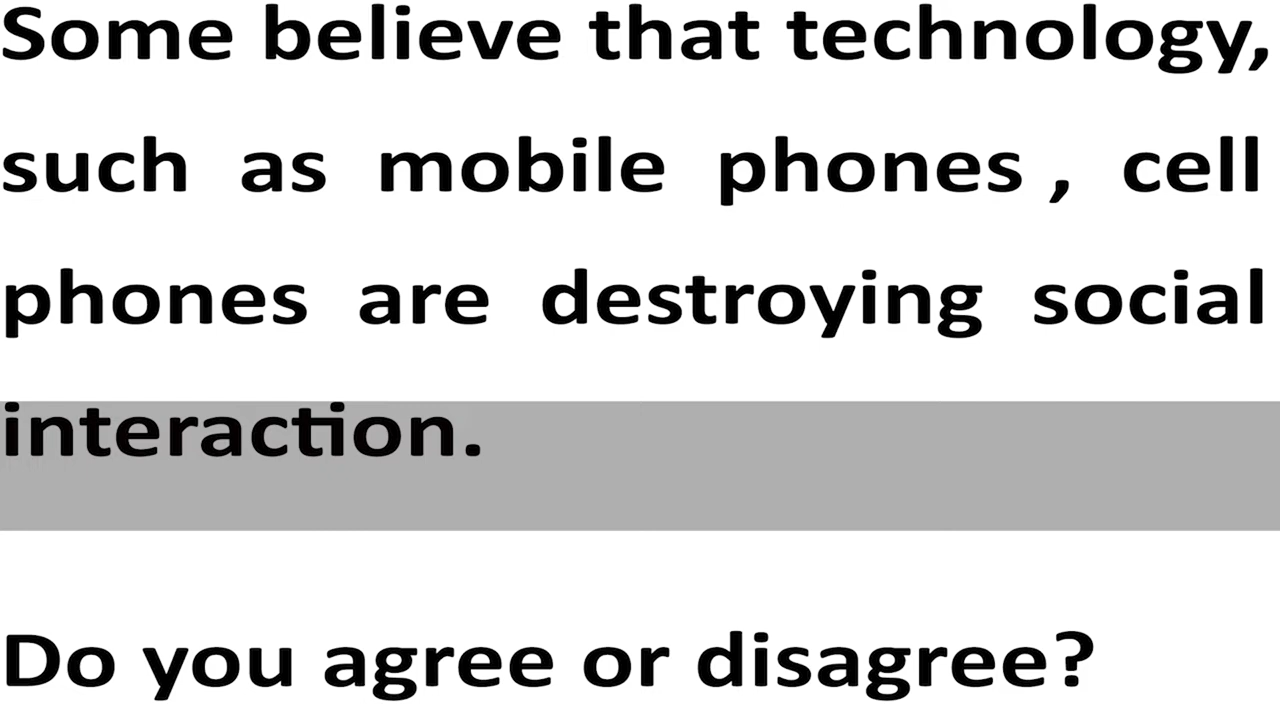 Some believe that technology,
such as mobile phones , cell
phones are destroying social
interaction.
Do you agree or disagree?